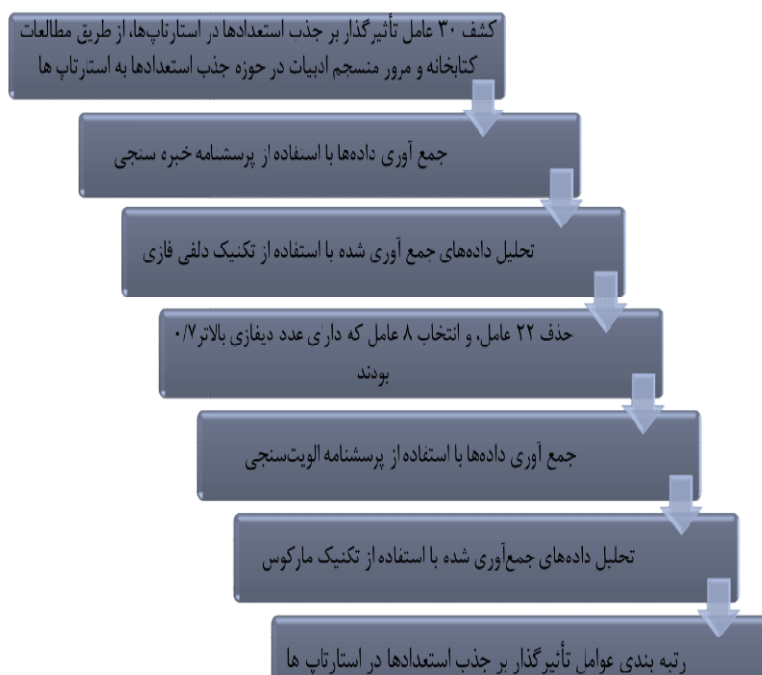 کشف ۳۰ عامل تأثیرگذار بر جذب استعدادها در استارتاپ‌ها، از طریق مطالعات
کتابخانه و مرور منسجم ادبیات در حوزه جذب استعدادها به استارتاپ ها
جمع آوری داده‌ها با استفاده از پرسشنامه خبره سنجی
تحلیل داده‌های جمع آوری شده با استفاده از تکنیک دلفی فازی
حذف ۲۲ عامل، و انتخاب ۸ عامل که دارای عدد دیفازی بالاتر۰/۷
بودند
جمع آوری داده‌ها با استفاده از پرسشنامه الویت‌سنجی
تحلیل داده‌های جمع‌آوری شده با استفاده از تکنیک مارکوس
رتبه بندی عوامل تأثیرگذار بر جذب استعدادها در استارتاپ ها